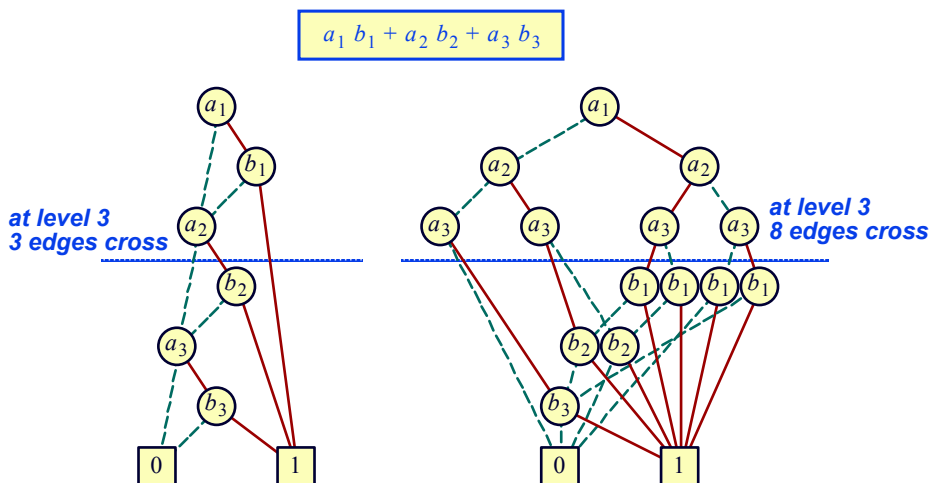 a1 b1 + a2 b2 + a3 b3
a1
b1
at level 3
3 edges cross
a2
b2
a3
b3
0
1
a1
a2
a2
a3
a3
a3
a3
at level 3
8 edges cross
b1
b1
b1
b1
b2
b2
b3
0
1